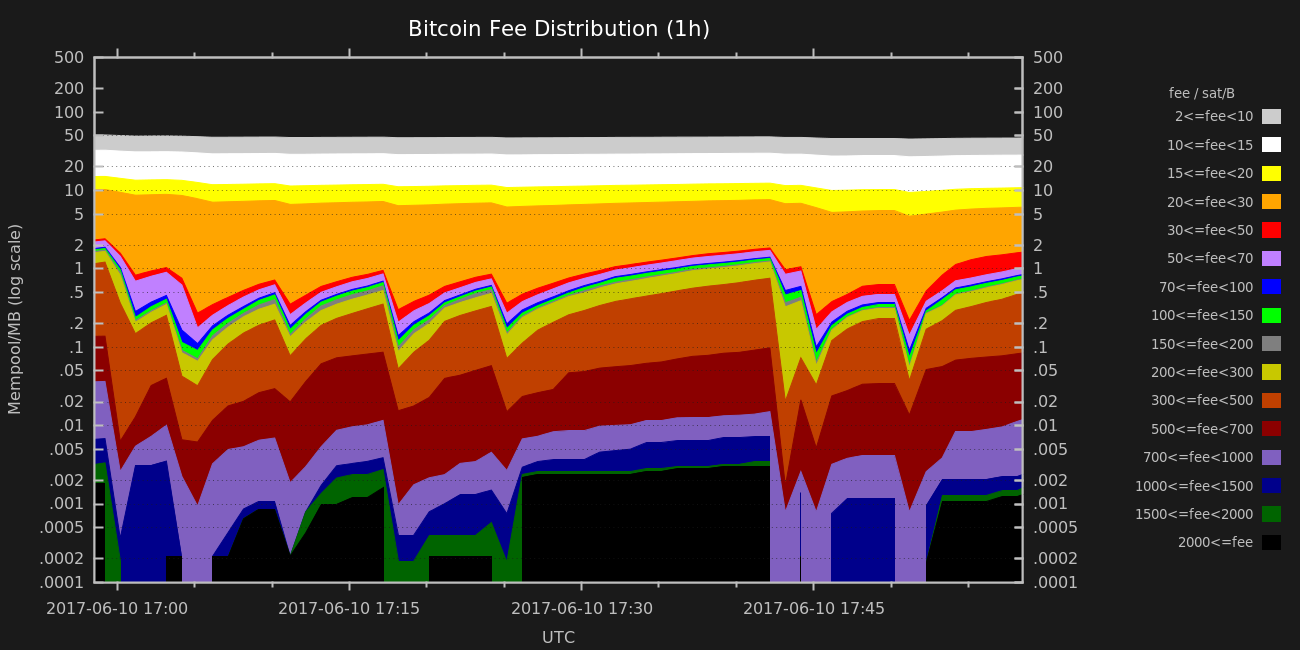 Bitcoin Fee Distribution (1h)
500 500
200 200
100 100
50 50
20 20
10 10
5 5
2 2
1 1
.5 .5
.2 .2
.1 .1
.05 .05
.02 .02
.01 .01
.005 .005
.002 .002
.001 .001
.0005 .0005
.0002 .0002
.0001 .0001
Mempool/MB (log scale)
2017-06-10 17:00 2017-06-10 17:15 2017-06-10 17:30 2017-06-10 17:45
UTC
fee / sat/B
2<=fee<10
10<=fee<15
15<=fee<20
20<=fee<30
30<=fee<50
50<=fee<70
70<=fee<100
100<=fee<150
150<=fee<200
200<=fee<300
300<=fee<500
500<=fee<700
700<=fee<1000
1000<=fee<1500
1500<=fee<2000
2000<=fee